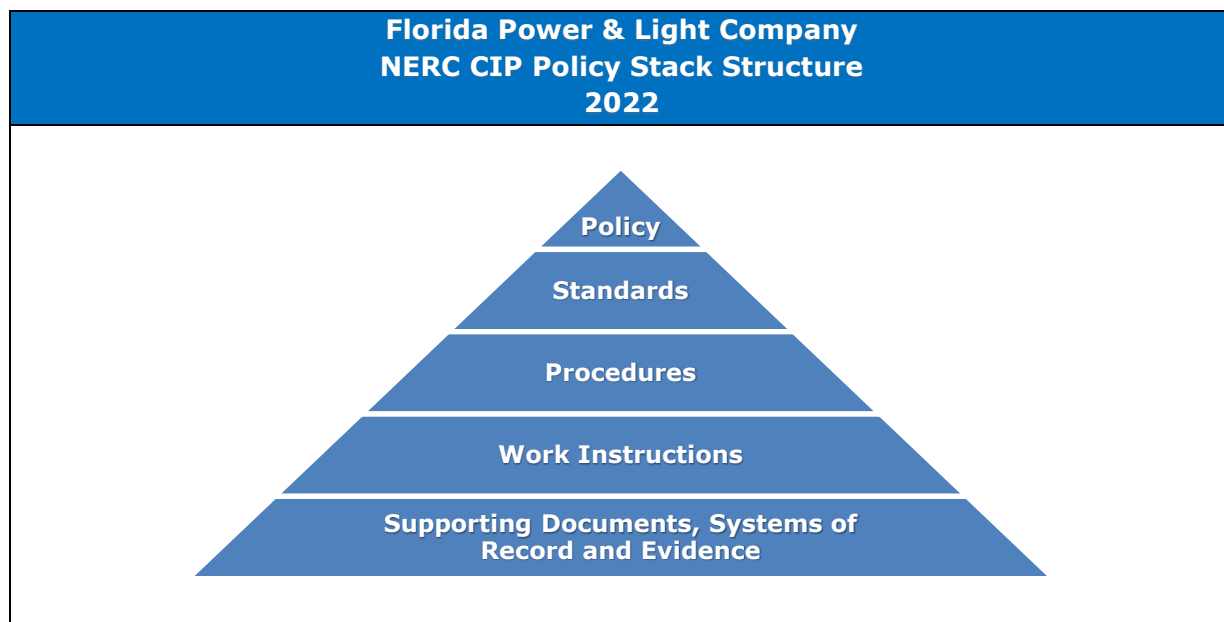 Florida Power & Light Company
NERC CIP Policy Stack Structure
2022
Policy
Standards
Procedures
Work Instructions
Supporting Documents, Systems of
Record and Evidence